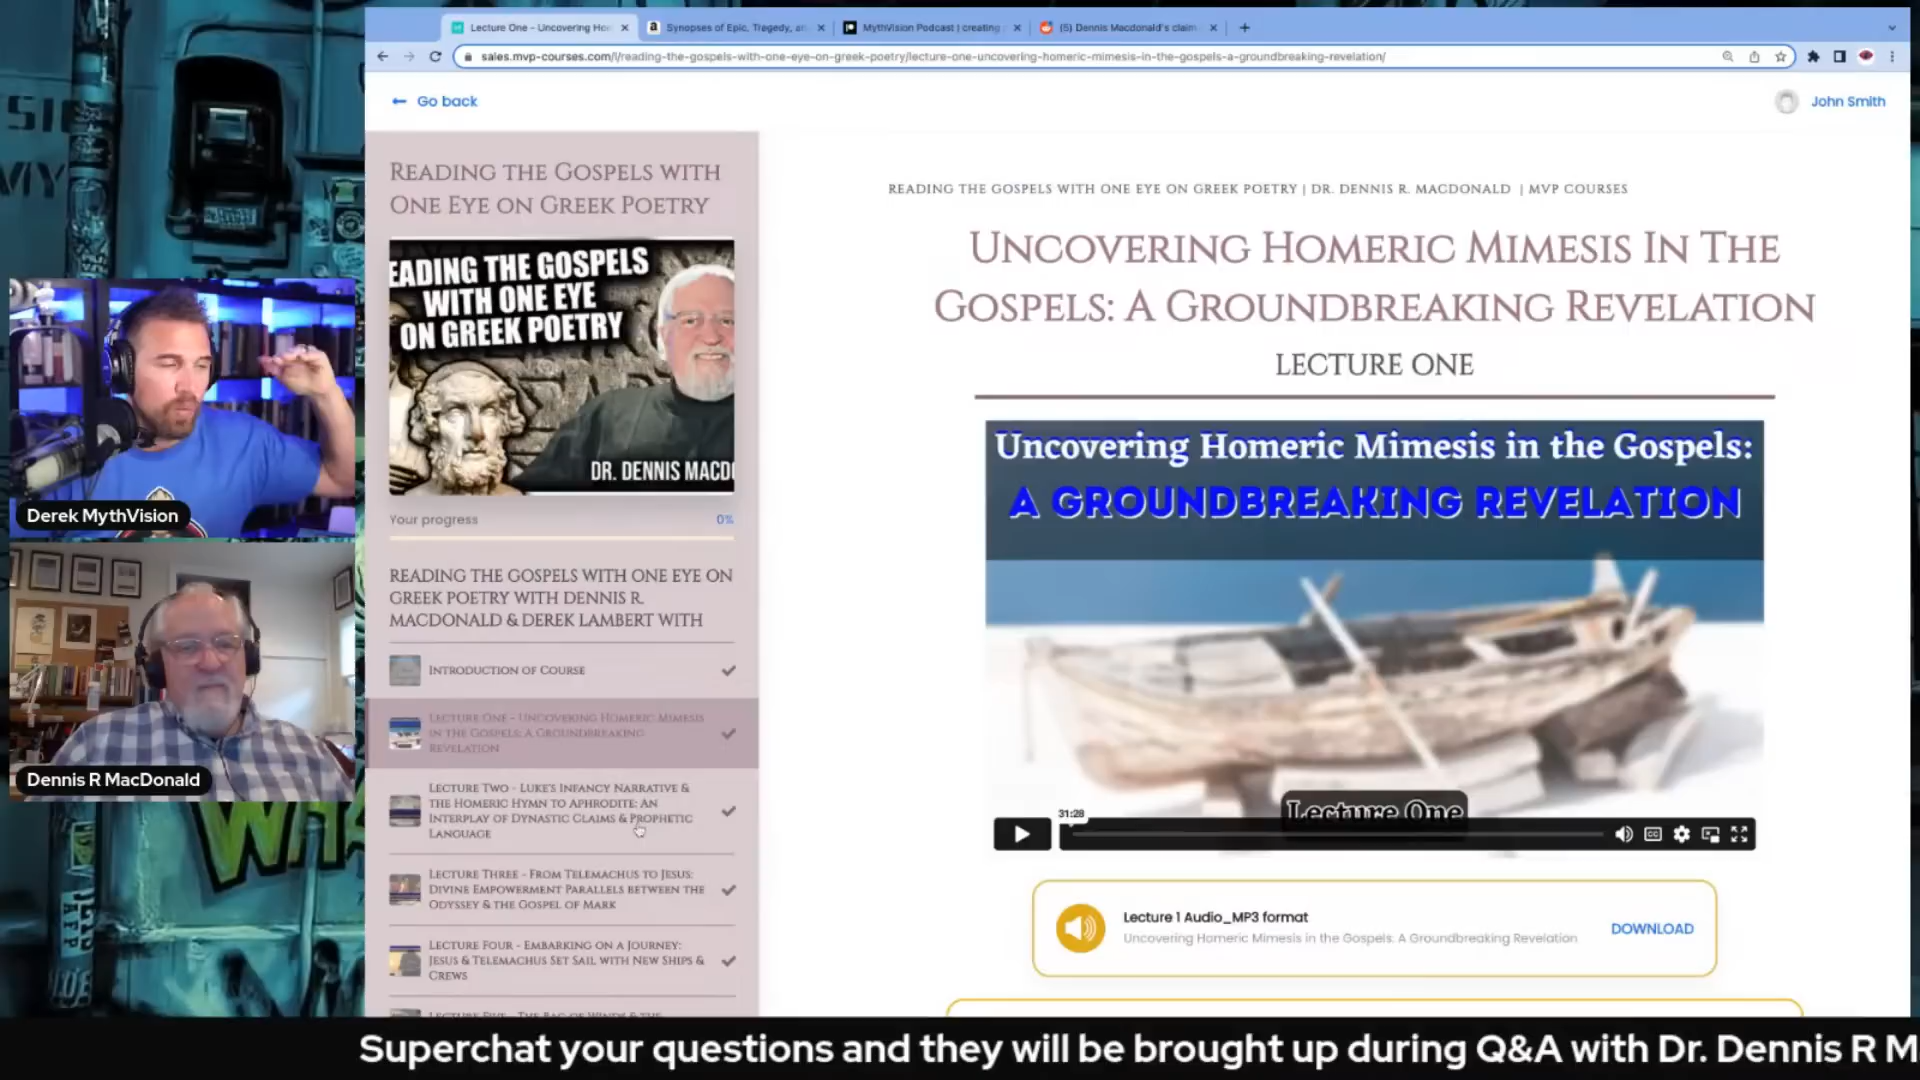 Lecture One - Uncovering Hom
Synopses of Epic, Tragedy, an
MythVision Podcast | creating
(5) Dennis Macdonald's claim
sales.mvp-courses.com/l/reading-the-gospels-with-one-eye-on-greek-poetry/lecture-one-uncovering-homeric-mimesis-in-the-gospels-a-groundbreaking-revelation/
Go back
John Smith
READING THE GOSPELS WITH
ONE EYE ON GREEK POETRY
EADING THE GOSPELS
WITH ONE EYE
ON GREEK POETRY
DR. DENNIS MACDO
Your progress
0%
READING THE GOSPELS WITH ONE EYE ON
GREEK POETRY WITH DENNIS R.
MACDONALD & DEREK LAMBERT WITH
INTRODUCTION OF COURSE
LECTURE ONE - UNCOVERING HOMERIC MIMESIS
IN THE GOSPELS: A GROUNDBREAKING
REVELATION
LECTURE TWO - LUKE'S INFANCY NARRATIVE &
THE HOMERIC HYMN TO APHRODITE: AN
INTERPLAY OF DYNASTIC CLAIMS & PROPHETIC
LANGUAGE
LECTURE THREE - FROM TELEMACHUS TO JESUS:
DIVINE EMPOWERMENT PARALLELS BETWEEN THE
ODYSSEY & THE GOSPEL OF MARK
LECTURE FOUR - EMBARKING ON A JOURNEY:
JESUS & TELEMACHUS SET SAIL WITH NEW SHIPS &
CREWS
LECTURE FIVE - THE BAG OF WINDS & THE
READING THE GOSPELS WITH ONE EYE ON GREEK POETRY | DR. DENNIS R. MACDONALD | MVP COURSES
UNCOVERING HOMERIC MIMESIS IN THE
GOSPELS: A GROUNDBREAKING REVELATION
LECTURE ONE
Uncovering Homeric Mimesis in the Gospels:
A GROUNDBREAKING REVELATION
Lecture One
31:28
CC
Lecture 1 Audio_MP3 format
Uncovering Homeric Mimesis in the Gospels: A Groundbreaking Revelation
DOWNLOAD
Derek MythVision
Dennis R MacDonald
Superchat your questions and they will be brought up during Q&A with Dr. Dennis R M